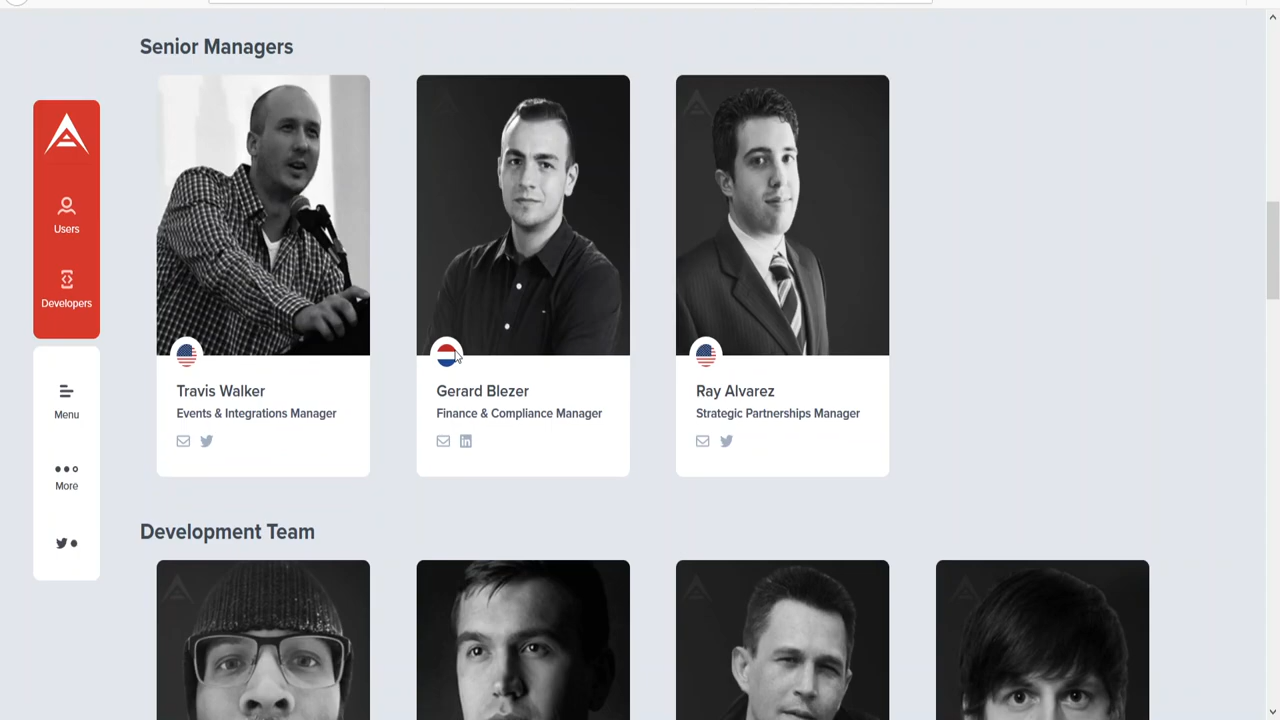 Senior Managers
Users
Developers
Menu
More
Travis Walker
Events & Integrations Manager
Gerard Blezer
Finance & Compliance Manager
Ray Alvarez
Strategic Partnerships Manager
Development Team